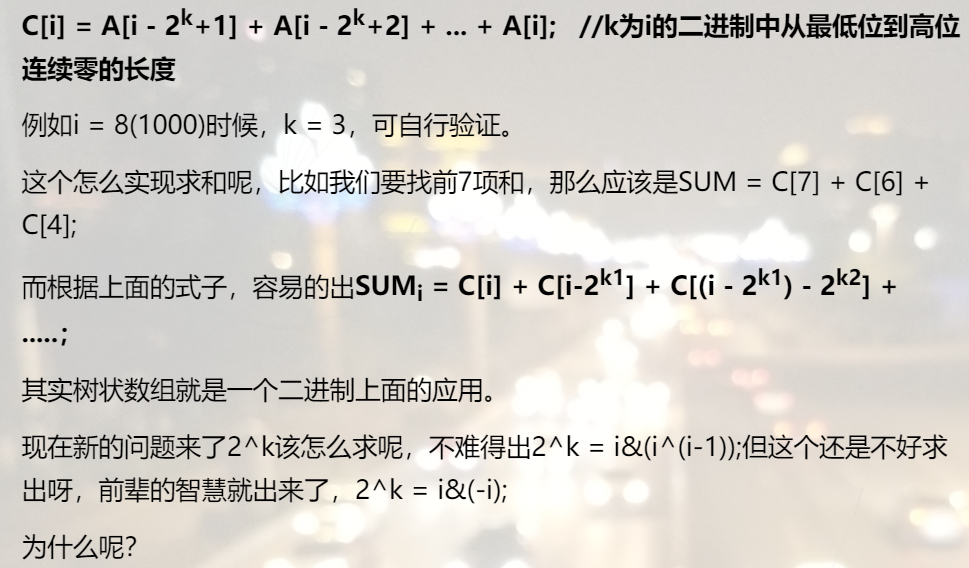 C[i] = A[i - 2^k+1] + A[i - 2^k+2] + ... + A[i];   //k为i的二进制中从最低位到高位
连续零的长度
例如i = 8(1000)时候，k = 3，可自行验证。
这个怎么实现求和呢，比如我们要找前7项和，那么应该是SUM = C[7] + C[6] +
C[4];
而根据上面的式子，容易的出SUMᵢ = C[i] + C[i-2^k1] + C[(i - 2^k1) - 2^k2] +
.....；
其实树状数组就是一个二进制上面的应用。
现在新的问题来了2^k该怎么求呢，不难得出2^k = i&(i^(i-1));但这个还是不好求
出呀，前辈的智慧就出来了，2^k = i&(-i);
为什么呢？